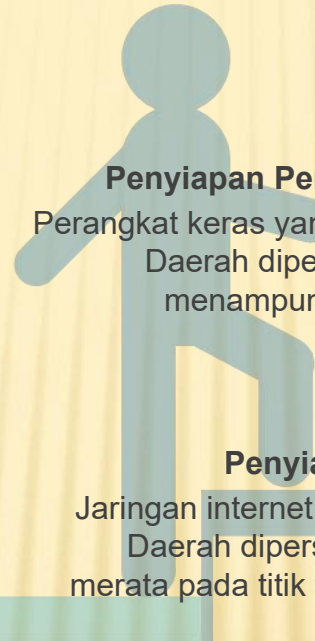 Penyiapan Pe
Perangkat keras yan
Daerah dipe
menampun
Penyia
Jaringan internet
Daerah dipers
merata pada titik